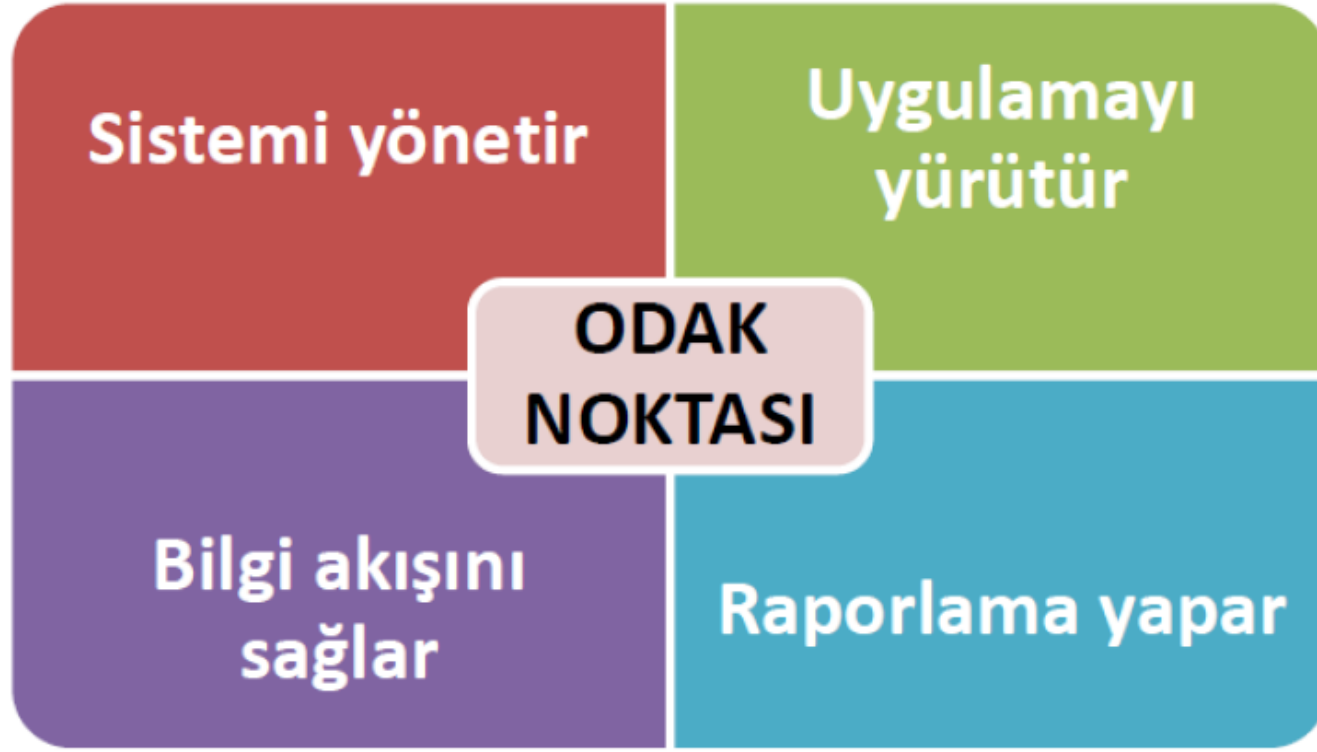 Sistemi yönetir
Uygulamayı
yürütür
ODAK
NOKTASI
Bilgi akışını
sağlar
Raporlama yapar